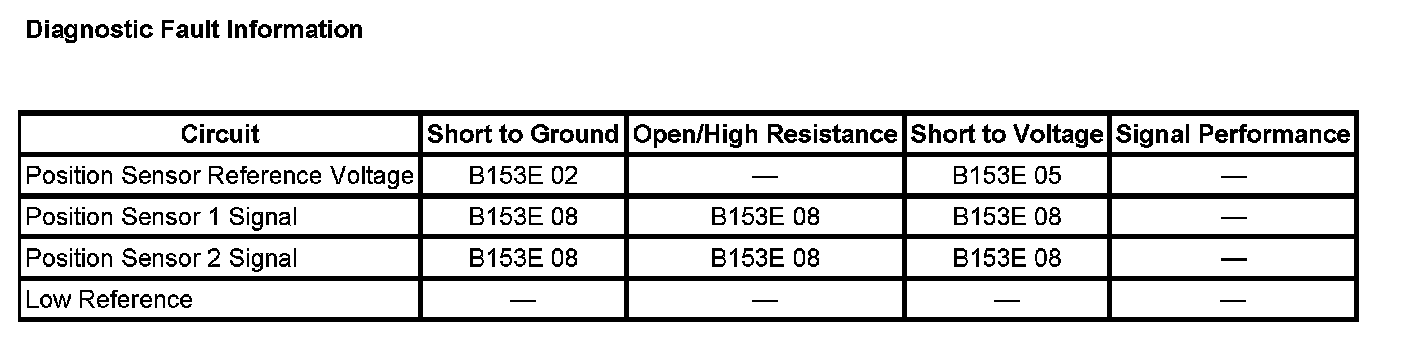 Diagnostic Fault Information
Circuit Short to Ground Open/High Resistance Short to Voltage Signal Performance
Position Sensor Reference Voltage B153E 02 — B153E 05 —
Position Sensor 1 Signal B153E 08 B153E 08 B153E 08 —
Position Sensor 2 Signal B153E 08 B153E 08 B153E 08 —
Low Reference — — — —